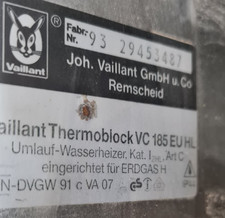 Vaillant
Fabr.-
Nr. 93 29453487
Joh. Vaillant GmbH u. Co
Remscheid
aillant Thermoblock VC 185 EU HL
Umlauf-Wasserheizer, Kat. I Art C
eingerichtet für ERDGAS H
N-DVGW 91 c VA 07